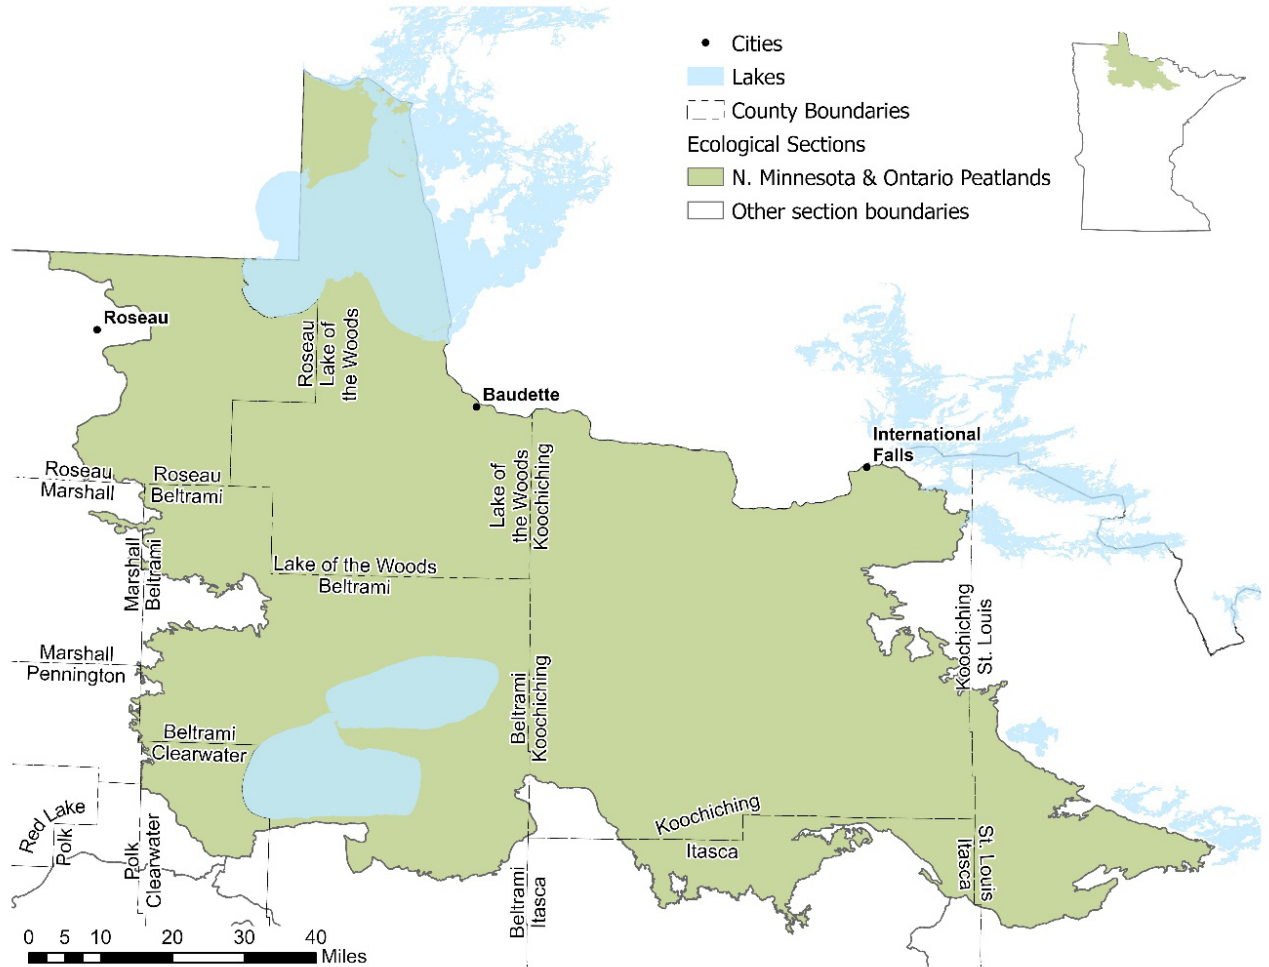 Cities
Lakes
County Boundaries
Ecological Sections
N. Minnesota & Ontario Peatlands
Other section boundaries
Roseau
Roseau
Lake of
the Woods
Baudette
International
Falls
Roseau
Marshall
Roseau
Beltrami
Lake of
the Woods
Koochiching
Marshall
Beltrami
Lake of the Woods
Beltrami
Koochiching
St. Louis
Marshall
Pennington
Beltrami
Koochiching
Beltrami
Clearwater
Red Lake
Polk
Polk
Clearwater
Koochiching
Itasca
Itasca
St. Louis
Beltrami
Itasca
0 5 10 20 30 40
Miles